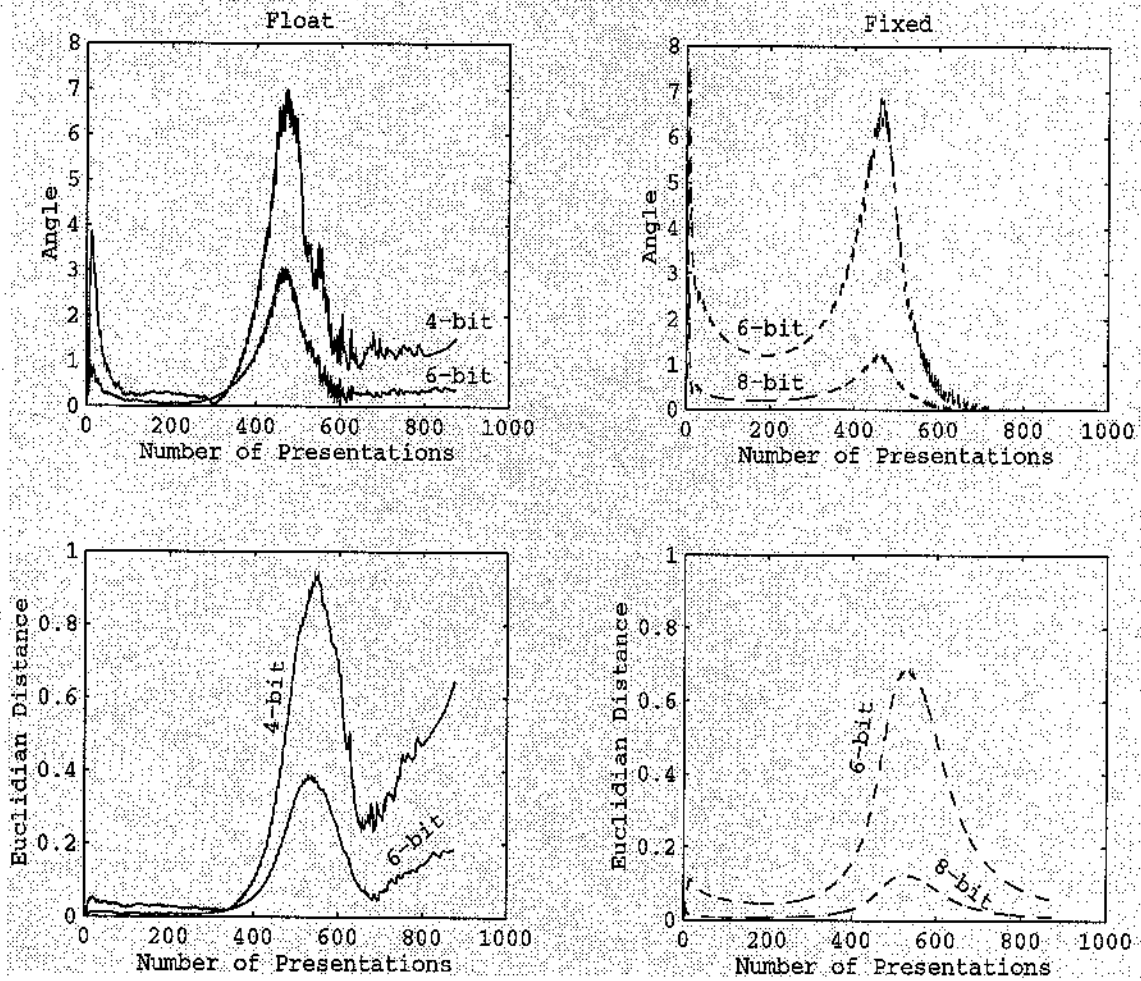 Float
8
7
6
5
4
3
2
1
0
Angle
4-bit
6-bit
0 200 400 600 800 1000
Number of Presentations
Fixed
8
7
6
5
4
3
2
1
0
Angle
6-bit
8-bit
0 200 400 600 800 1000
Number of Presentations
1
0.8
0.6
0.4
0.2
0
Euclidian Distance
4-bit
6-bit
0 200 400 600 800 1000
Number of Presentations
1
0.8
0.6
0.4
0.2
0
Euclidian Distance
6-bit
8-bit
0 200 400 600 800 1000
Number of Presentations